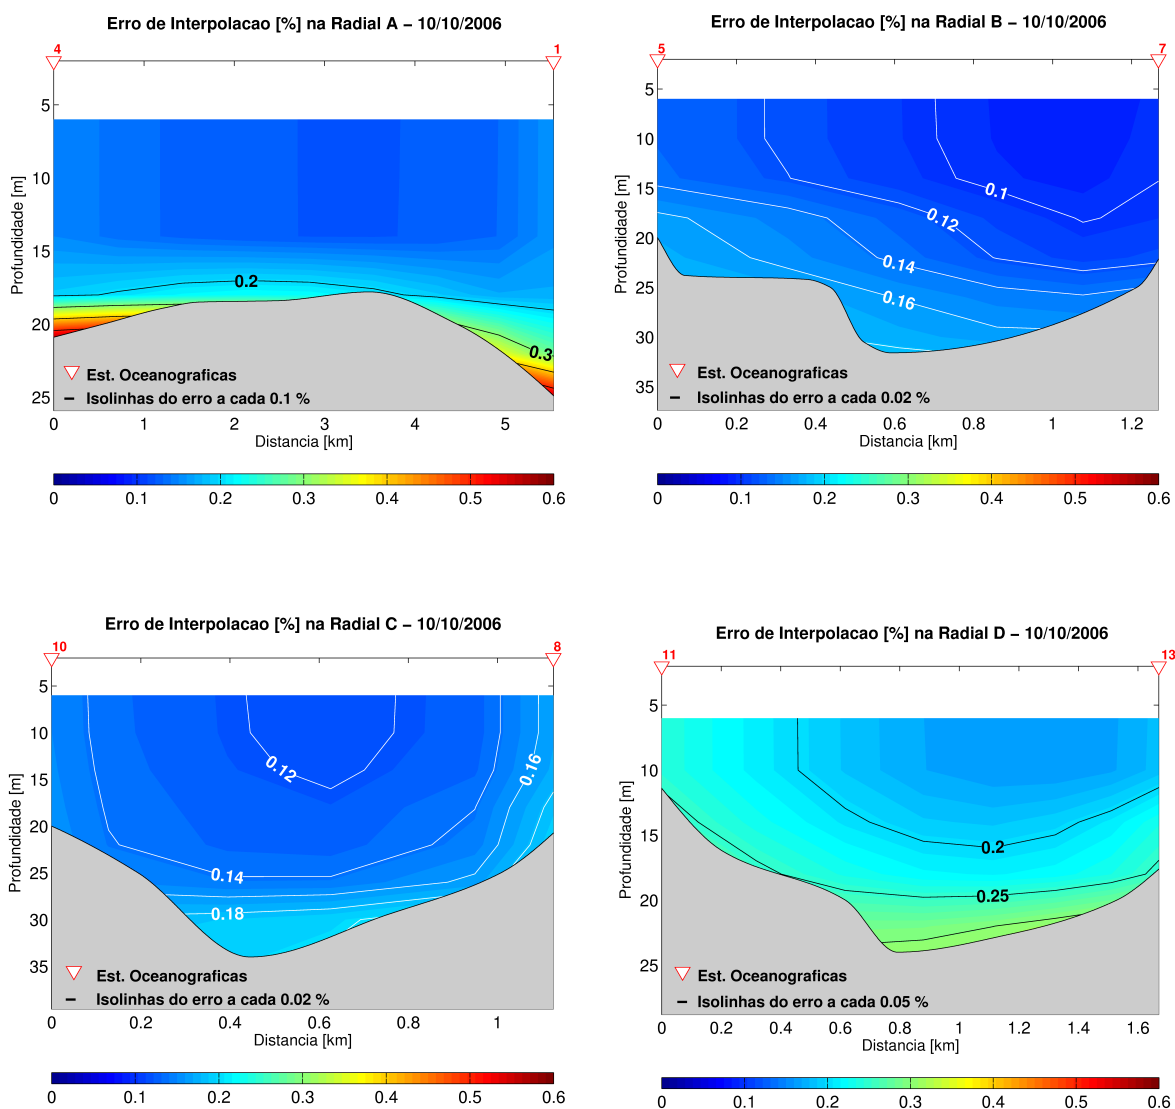 Erro de Interpolacao [%] na Radial A − 10/10/2006
4 1
5
10
15
20
25
Profundidade [m]
0.2
0.3
Est. Oceanograficas
Isolinhas do erro a cada 0.1 %
0 1 2 3 4 5
Distancia [km]
0 0.1 0.2 0.3 0.4 0.5 0.6
Erro de Interpolacao [%] na Radial B − 10/10/2006
5 7
5
10
15
20
25
30
35
Profundidade [m]
0.1
0.12
0.14
0.16
Est. Oceanograficas
Isolinhas do erro a cada 0.02 %
0 0.2 0.4 0.6 0.8 1 1.2
Distancia [km]
0 0.1 0.2 0.3 0.4 0.5 0.6
Erro de Interpolacao [%] na Radial C − 10/10/2006
10 8
5
10
15
20
25
30
35
Profundidade [m]
0.12
0.16
0.14
0.18
Est. Oceanograficas
Isolinhas do erro a cada 0.02 %
0 0.2 0.4 0.6 0.8 1
Distancia [km]
0 0.1 0.2 0.3 0.4 0.5 0.6
Erro de Interpolacao [%] na Radial D − 10/10/2006
11 13
5
10
15
20
25
Profundidade [m]
0.2
0.25
Est. Oceanograficas
Isolinhas do erro a cada 0.05 %
0 0.2 0.4 0.6 0.8 1 1.2 1.4 1.6
Distancia [km]
0 0.1 0.2 0.3 0.4 0.5 0.6